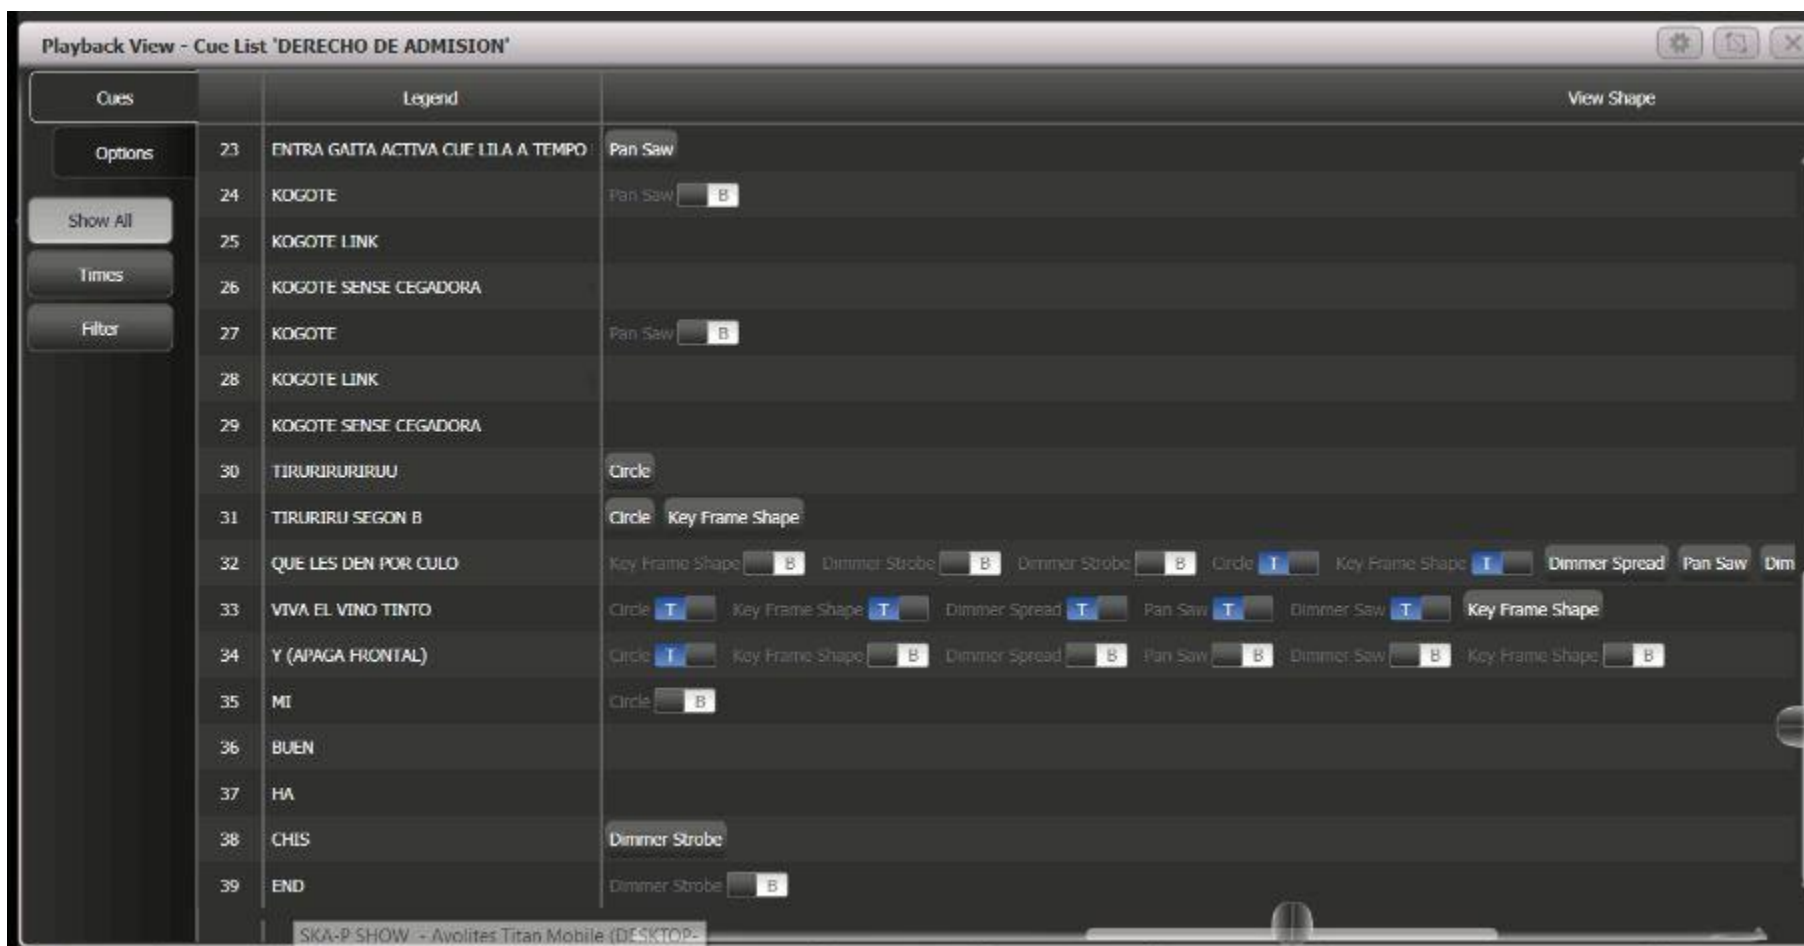 Playback View - Cue List 'DERECHO DE ADMISION'
Cues Legend View Shape
Options 23 ENTRA GAITA ACTIVA CUE LILA A TEMPO Pan Saw
24 KOGOTE Pan Saw B
Show All
25 KOGOTE LINK
Times
26 KOGOTE SENSE CEGADORA
Filter 27 KOGOTE Pan Saw B
28 KOGOTE LINK
29 KOGOTE SENSE CEGADORA
30 TIRURIRURIRUU Circle
31 TIRURIRU SEGON B Circle Key Frame Shape
32 QUE LES DEN POR CULO Key Frame Shape B Dimmer Strobe B Dimmer Strobe B Circle T Key Frame Shape T Dimmer Spread Pan Saw Dim
33 VIVA EL VINO TINTO Circle T Key Frame Shape T Dimmer Spread T Pan Saw T Dimmer Saw T Key Frame Shape
34 Y (APAGA FRONTAL) Circle T Key Frame Shape B Dimmer Spread B Pan Saw B Dimmer Saw B Key Frame Shape B
35 MI Circle B
36 BUEN
37 HA
38 CHIS Dimmer Strobe
39 END Dimmer Strobe B
SKA-P SHOW - Avolites Titan Mobile (DESKTOP-